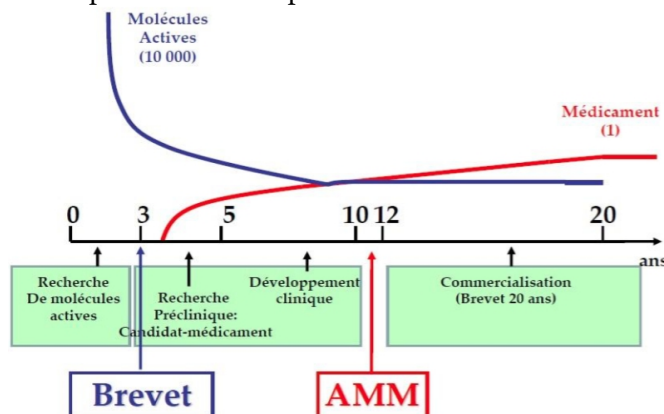 Molécules
Actives
(10 000)
Médicament
(1)
0 3 5 10 12 20
ans
Recherche
De molécules
actives
Recherche
Préclinique:
Candidat-médicament
Développement
clinique
Commercialisation
(Brevet 20 ans)
Brevet
AMM